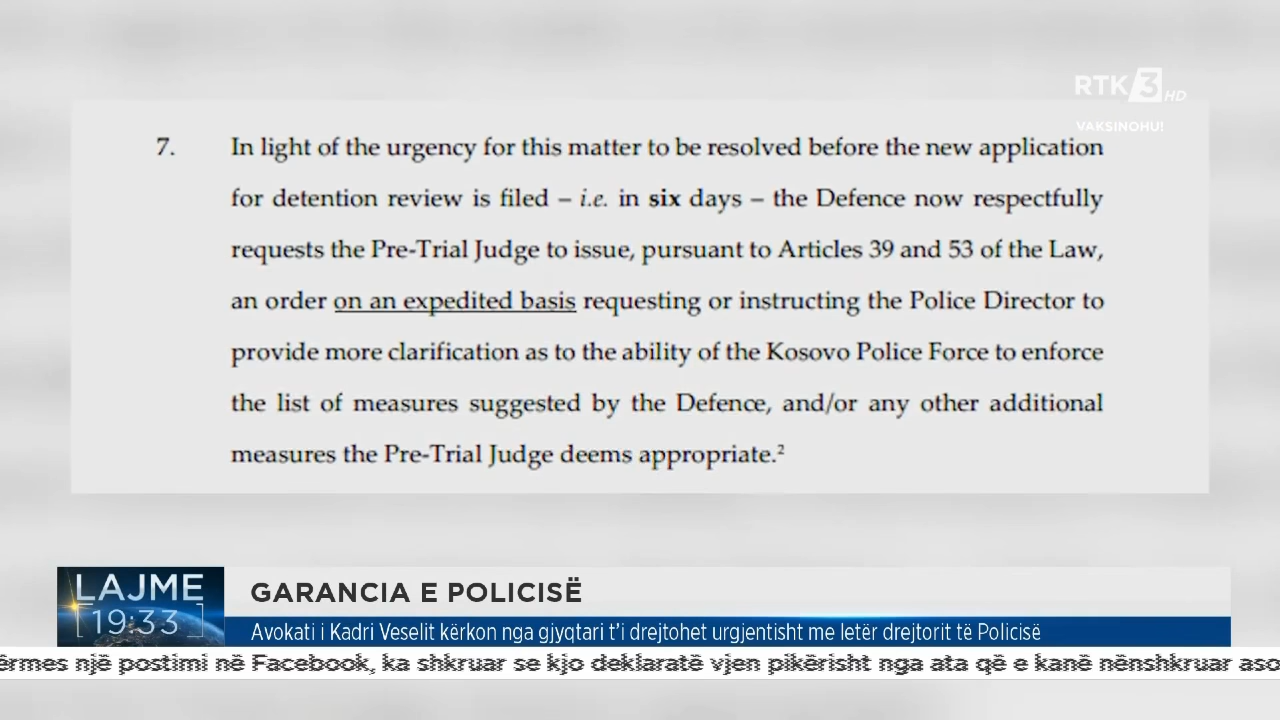 RTK 3 HD
VAKSINOHU!
7. In light of the urgency for this matter to be resolved before the new application
for detention review is filed – i.e. in six days – the Defence now respectfully
requests the Pre-Trial Judge to issue, pursuant to Articles 39 and 53 of the Law,
an order on an expedited basis requesting or instructing the Police Director to
provide more clarification as to the ability of the Kosovo Police Force to enforce
the list of measures suggested by the Defence, and/or any other additional
measures the Pre-Trial Judge deems appropriate.²
LAJME
19:33
GARANCIA E POLICISË
Avokati i Kadri Veselit kërkon nga gjyqtari t'i drejtohet urgjentisht me letër drejtorit të Policisë
ërmes një postimi në Facebook, ka shkruar se kjo deklaratë vjen pikërisht nga ata që e kanë nënshkruar aso